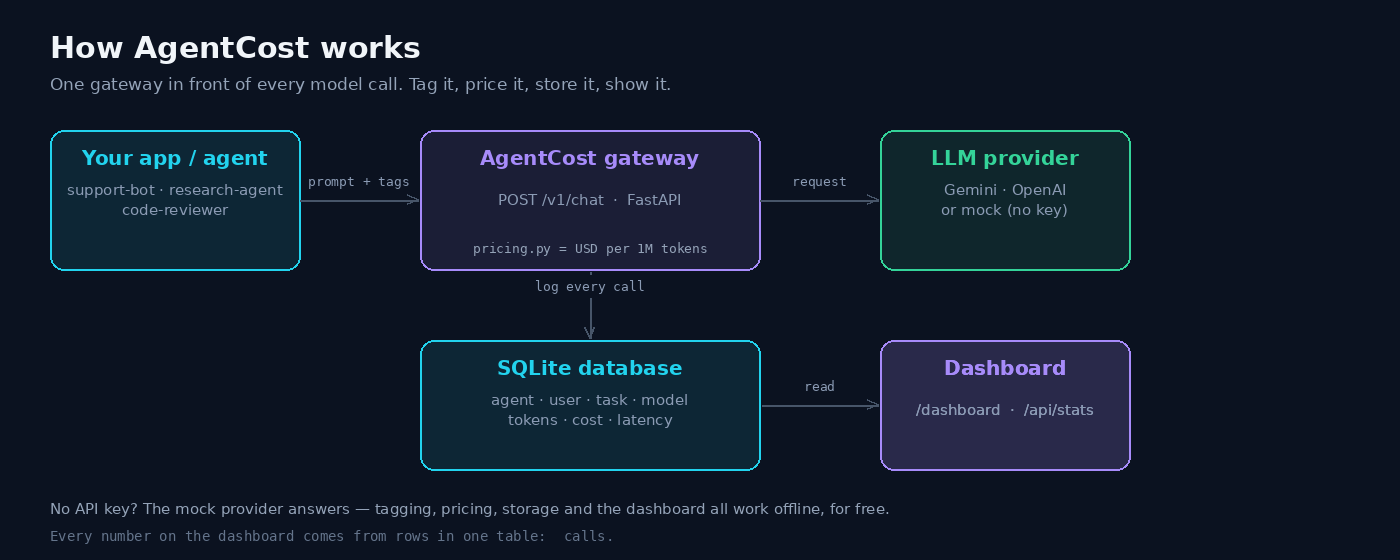 How AgentCost works
One gateway in front of every model call. Tag it, price it, store it, show it.
Your app / agent
support-bot · research-agent
code-reviewer
prompt + tags
AgentCost gateway
POST /v1/chat · FastAPI
pricing.py = USD per 1M tokens
request
LLM provider
Gemini · OpenAI
or mock (no key)
log every call
SQLite database
agent · user · task · model
tokens · cost · latency
read
Dashboard
/dashboard · /api/stats
No API key? The mock provider answers — tagging, pricing, storage and the dashboard all work offline, for free.
Every number on the dashboard comes from rows in one table:  calls.